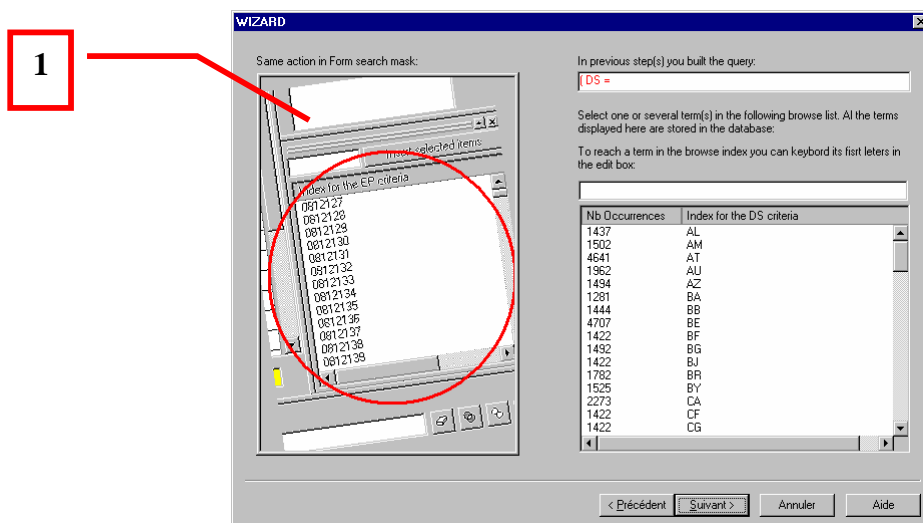 WIZARD
1
Same action in Form search mask:
Insert selected items
Index for the EP criteria
0812127
0812128
0812129
0812130
0812131
0812132
0812133
0812134
0812135
0812136
0812137
0812138
0812139
In previous step(s) you built the query:
( DS =
Select one or several term(s) in the following browse list. Al the terms
displayed here are stored in the database:
To reach a term in the browse index you can keybord its fisrt leters in
the edit box:
Nb Occurrences Index for the DS criteria
1437 AL
1502 AM
4641 AT
1962 AU
1494 AZ
1281 BA
1444 BB
4707 BE
1422 BF
1492 BG
1422 BJ
1782 BR
1525 BY
2273 CA
1422 CF
1422 CG
< Précédent Suivant > Annuler Aide